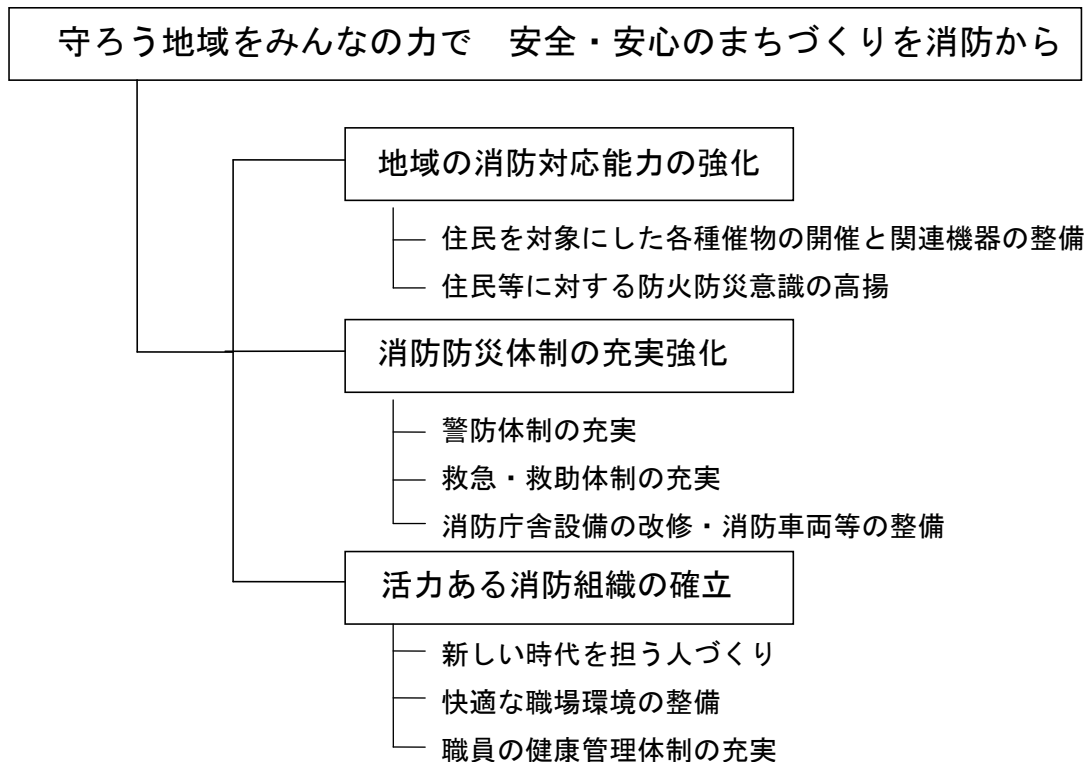 守ろう地域をみんなの力で　安全・安心のまちづくりを消防から
地域の消防対応能力の強化
住民を対象にした各種催物の開催と関連機器の整備
住民等に対する防火防災意識の高揚
消防防災体制の充実強化
警防体制の充実
救急・救助体制の充実
消防庁舎設備の改修・消防車両等の整備
活力ある消防組織の確立
新しい時代を担う人づくり
快適な職場環境の整備
職員の健康管理体制の充実